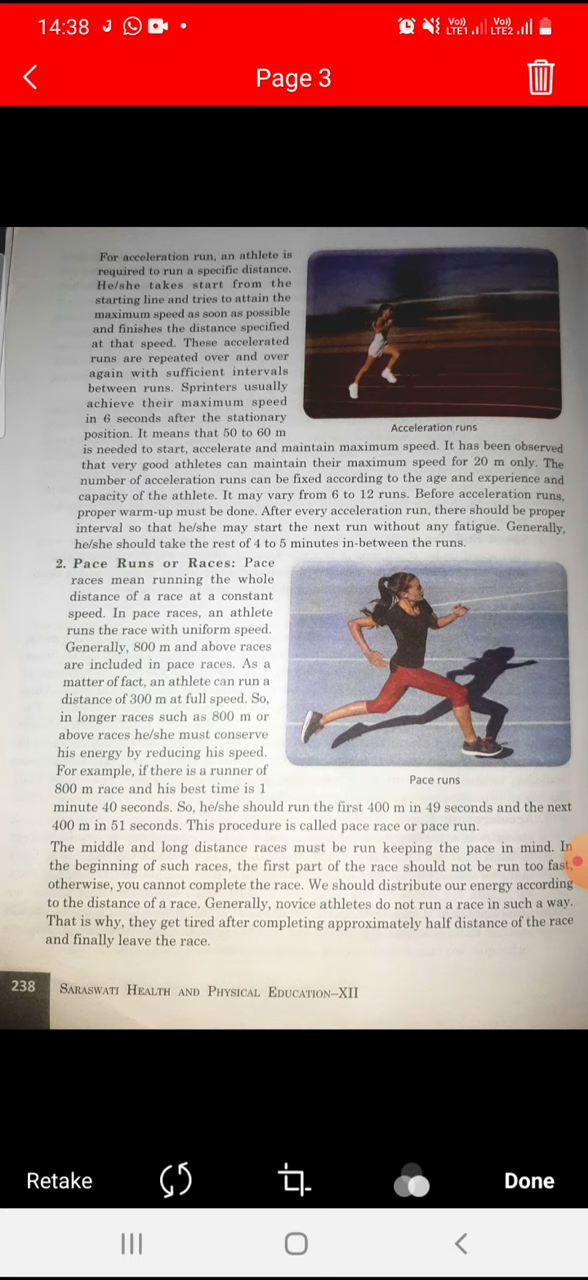 14:38
Vo)) LTE1 Vo)) LTE2
Page 3
For acceleration run, an athlete is
required to run a specific distance.
He/she takes start from the
starting line and tries to attain the
maximum speed as soon as possible
and finishes the distance specified
at that speed. These accelerated
runs are repeated over and over
again with sufficient intervals
between runs. Sprinters usually
achieve their maximum speed
in 6 seconds after the stationary
position. It means that 50 to 60 m
Acceleration runs
is needed to start, accelerate and maintain maximum speed. It has been observed
that very good athletes can maintain their maximum speed for 20 m only. The
number of acceleration runs can be fixed according to the age and experience and
capacity of the athlete. It may vary from 6 to 12 runs. Before acceleration runs,
proper warm-up must be done. After every acceleration run, there should be proper
interval so that he/she may start the next run without any fatigue. Generally,
he/she should take the rest of 4 to 5 minutes in-between the runs.
2. Pace Runs or Races: Pace
races mean running the whole
distance of a race at a constant
speed. In pace races, an athlete
runs the race with uniform speed.
Generally, 800 m and above races
are included in pace races. As a
matter of fact, an athlete can run a
distance of 300 m at full speed. So,
in longer races such as 800 m or
above races he/she must conserve
his energy by reducing his speed.
For example, if there is a runner of
800 m race and his best time is 1
Pace runs
minute 40 seconds. So, he/she should run the first 400 m in 49 seconds and the next
400 m in 51 seconds. This procedure is called pace race or pace run.
The middle and long distance races must be run keeping the pace in mind. In
the beginning of such races, the first part of the race should not be run too fast,
otherwise, you cannot complete the race. We should distribute our energy according
to the distance of a race. Generally, novice athletes do not run a race in such a way.
That is why, they get tired after completing approximately half distance of the race
and finally leave the race.
238 SARASWATI HEALTH AND PHYSICAL EDUCATION–XII
Retake Done